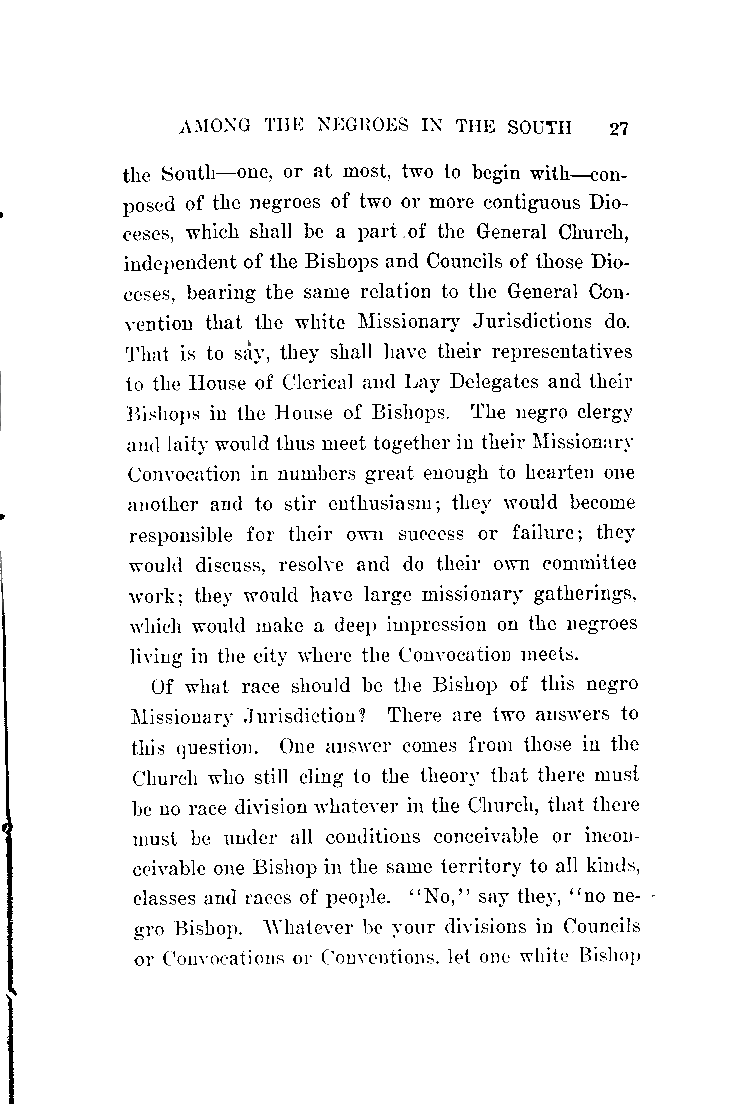 AMONG THE NEGROES IN THE SOUTH 27
the South—one, or at most, two to begin with—con-
posed of the negroes of two or more contiguous Dio-
ceses, which shall be a part of the General Church,
independent of the Bishops and Councils of those Dio-
ceses, bearing the same relation to the General Con-
vention that the white Missionary Jurisdictions do.
That is to say, they shall have their representatives
to the House of Clerical and Lay Delegates and their
Bishops in the House of Bishops. The negro clergy
and laity would thus meet together in their Missionary
Convocation in numbers great enough to hearten one
another and to stir enthusiasm; they would become
responsible for their own success or failure; they
would discuss, resolve and do their own committee
work; they would have large missionary gatherings,
which would make a deep impression on the negroes
living in the city where the Convocation meets.
Of what race should be the Bishop of this negro
Missionary Jurisdiction? There are two answers to
this question. One answer comes from those in the
Church who still cling to the theory that there must
be no race division whatever in the Church, that there
must be under all conditions conceivable or incon-
ceivable one Bishop in the same territory to all kinds,
classes and races of people. "No," say they, "no ne-
gro Bishop. Whatever be your divisions in Councils
or Convocations or Conventions, let one white Bishop